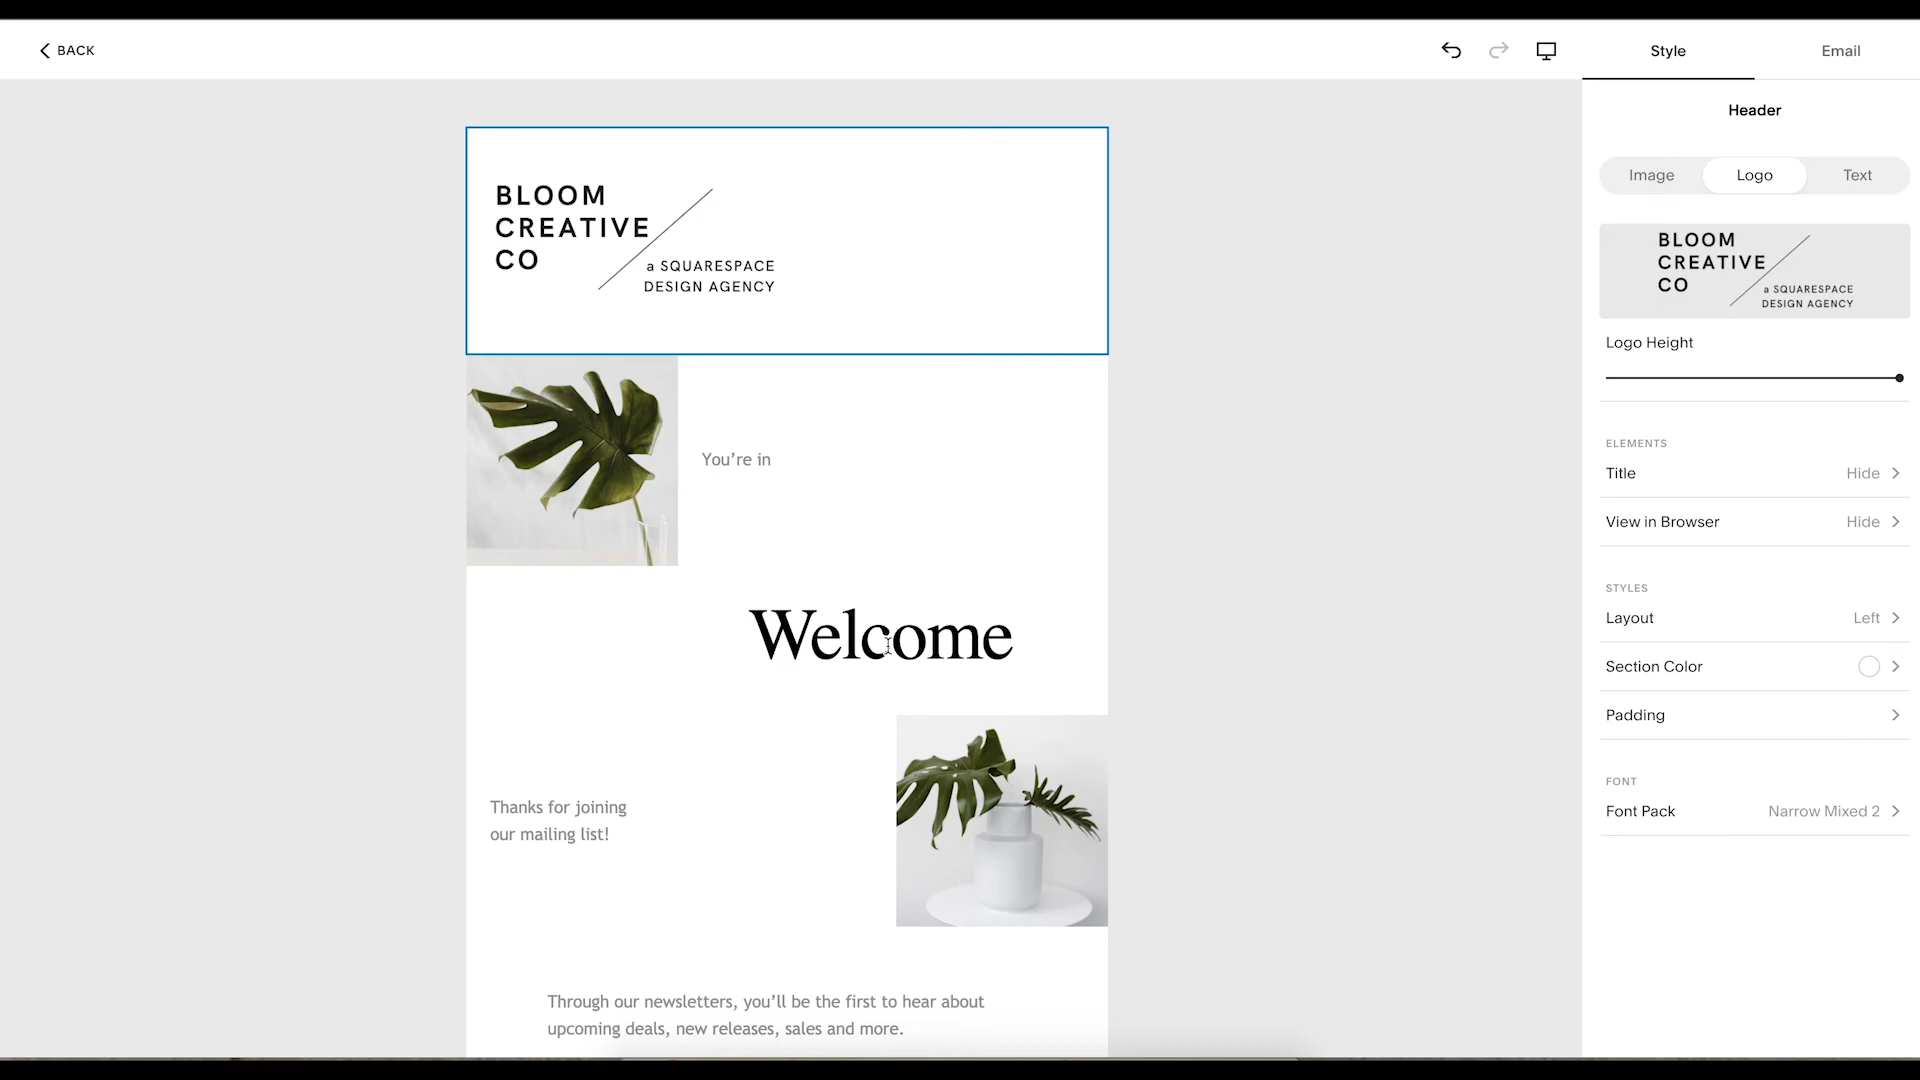 BACK
Style
Email
Header
Image
Logo
Text
BLOOM
CREATIVE
CO
a SQUARESPACE
DESIGN AGENCY
BLOOM
CREATIVE
CO
a SQUARESPACE
DESIGN AGENCY
Logo Height
ELEMENTS
Title Hide
View in Browser Hide
STYLES
Layout Left
Section Color
Padding
FONT
Font Pack Narrow Mixed 2
You’re in
Welcome
Thanks for joining
our mailing list!
Through our newsletters, you’ll be the first to hear about
upcoming deals, new releases, sales and more.